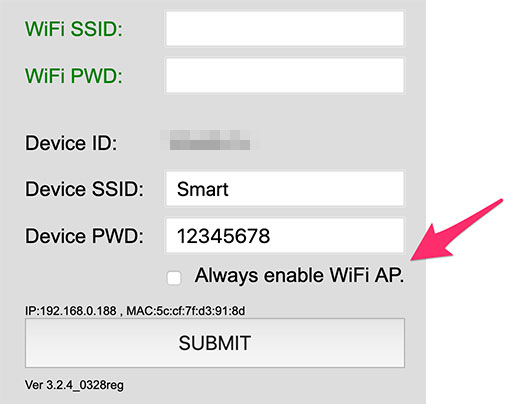 WiFi SSID:
WiFi PWD:
Device ID:
Device SSID: Smart
Device PWD: 12345678
Always enable WiFi AP.
IP:192.168.0.188 , MAC:5c:cf:7f:d3:91:8d
SUBMIT
Ver 3.2.4_0328reg